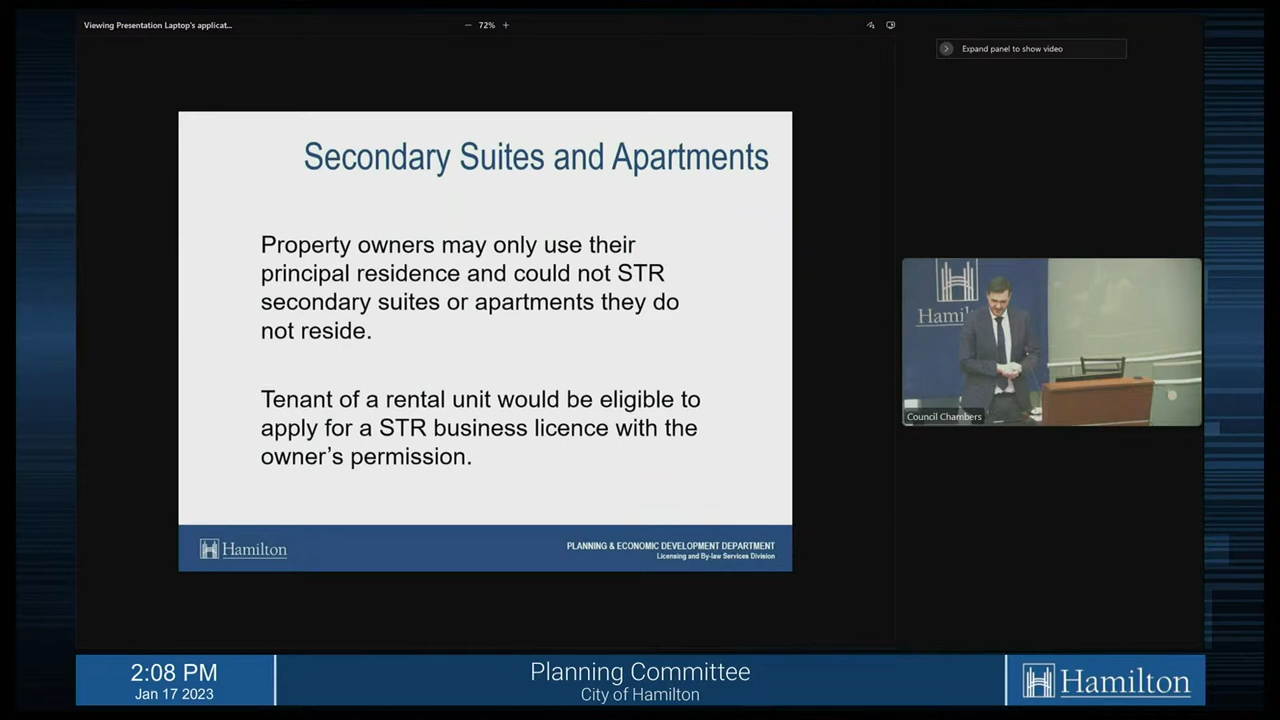 Viewing Presentation Laptop's applicat...
72%
Expand panel to show video
Secondary Suites and Apartments
Property owners may only use their
principal residence and could not STR
secondary suites or apartments they do
not reside.
Tenant of a rental unit would be eligible to
apply for a STR business licence with the
owner's permission.
Hamilton
PLANNING & ECONOMIC DEVELOPMENT DEPARTMENT
Licensing and By-law Services Division
Hamil
Council Chambers
2:08 PM
Jan 17 2023
Planning Committee
City of Hamilton
Hamilton